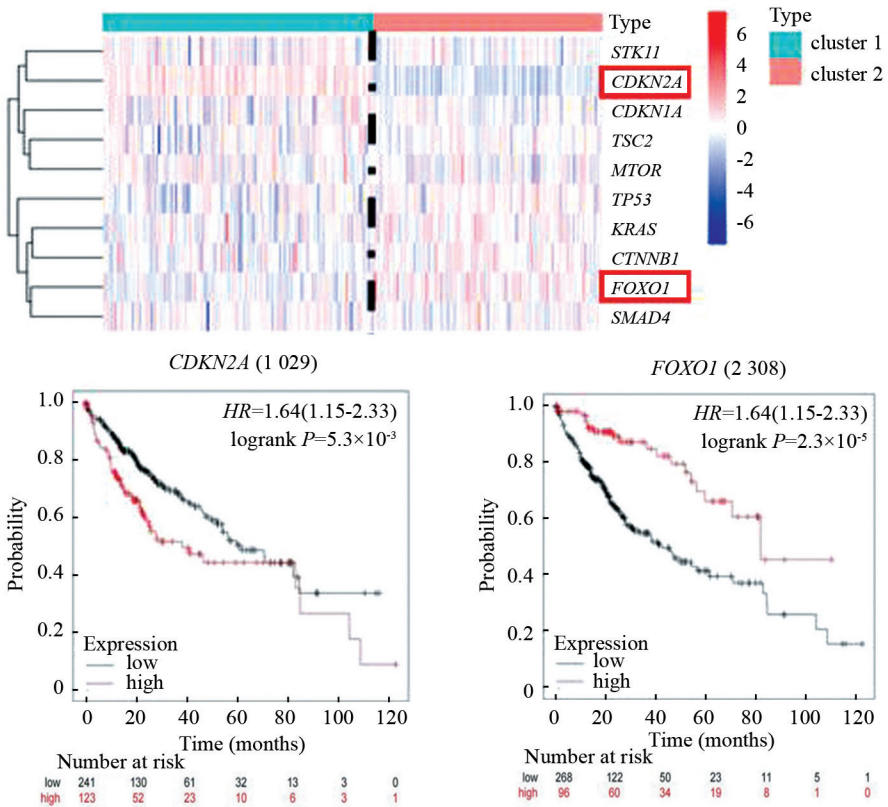 Type
STK11
CDKN2A
CDKN1A
TSC2
MTOR
TP53
KRAS
CTNNB1
FOXO1
SMAD4
6
4
2
0
-2
-4
-6
Type
cluster 1
cluster 2
CDKN2A (1 029)
HR=1.64(1.15-2.33)
logrank P=5.3×10-3
Probability
1.0
0.8
0.6
0.4
0.2
0
Expression
low
high
0 20 40 60 80 100 120
Time (months)
Number at risk
low 241 130 61 32 13 3 0
high 123 52 23 10 6 3 1
FOXO1 (2 308)
HR=1.64(1.15-2.33)
logrank P=2.3×10-5
Probability
1.0
0.8
0.6
0.4
0.2
0
Expression
low
high
0 20 40 60 80 100 120
Time (months)
Number at risk
low 268 122 50 23 11 5 1
high 96 60 34 19 8 1 0